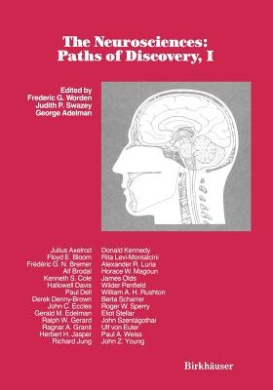 The Neurosciences:
Paths of Discovery, I
Edited by
Frederic G. Worden
Judith P. Swazey
George Adelman
Julius Axelrod
Floyd E. Bloom
Frédéric G. N. Bremer
Alf Brodal
Kenneth S. Cole
Hallowell Davis
Paul Dell
Derek Denny-Brown
John C. Eccles
Gerald M. Edelman
Ralph W. Gerard
Ragnar A. Granit
Herbert H. Jasper
Richard Jung
Donald Kennedy
Rita Levi-Montalcini
Alexander R. Luria
Horace W. Magoun
James Olds
Wilder Penfield
William A. H. Rushton
Berta Scharrer
Roger W. Sperry
Eliot Stellar
John Szentágothai
Ulf von Euler
Paul A. Weiss
John Z. Young
Birkhäuser